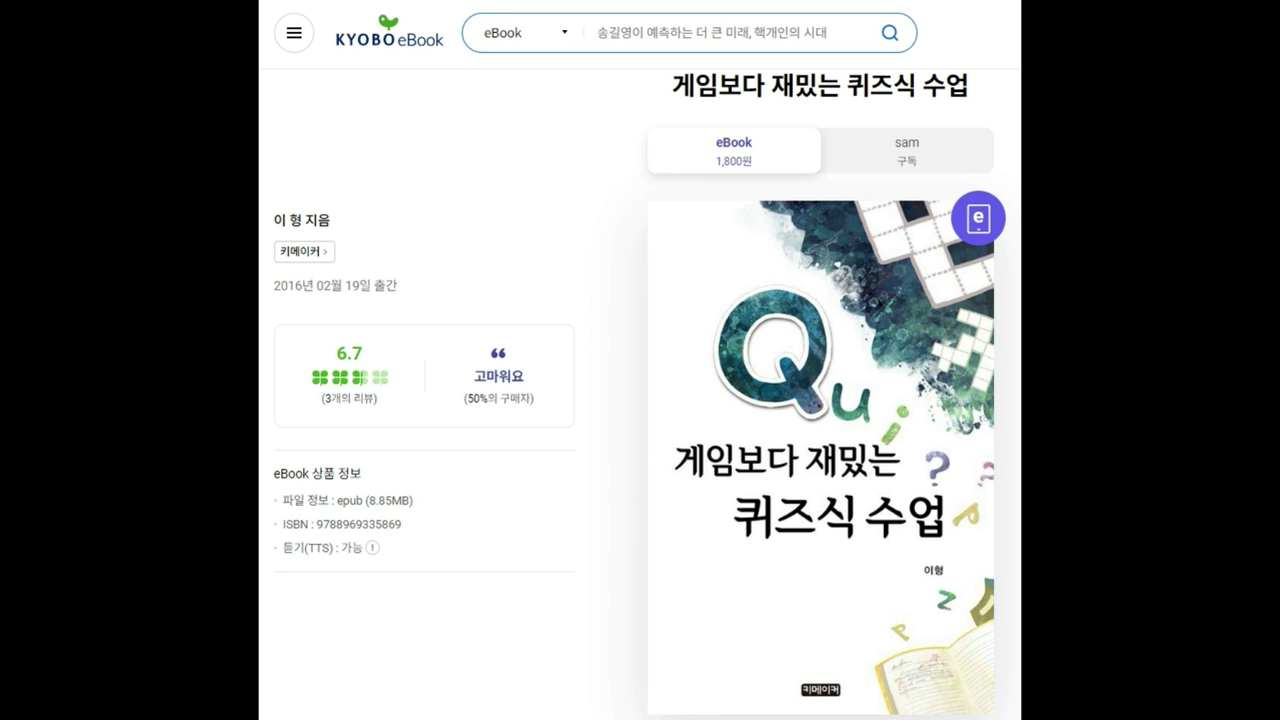 KYOBO eBook
eBook
송길영이 예측하는 더 큰 미래, 핵개인의 시대
게임보다 재밌는 퀴즈식 수업
eBook
1,800원
sam
구독
이 형 지음
키메이커 ›
2016년 02월 19일 출간
6.7
(3개의 리뷰)
고마워요
(50%의 구매자)
eBook 상품 정보
· 파일 정보 : epub (8.85MB)
· ISBN : 9788969335869
· 듣기(TTS) : 가능
e
Qui
게임보다 재밌는
?
?
퀴즈식 수업
P
이형
Z
P
키메이커